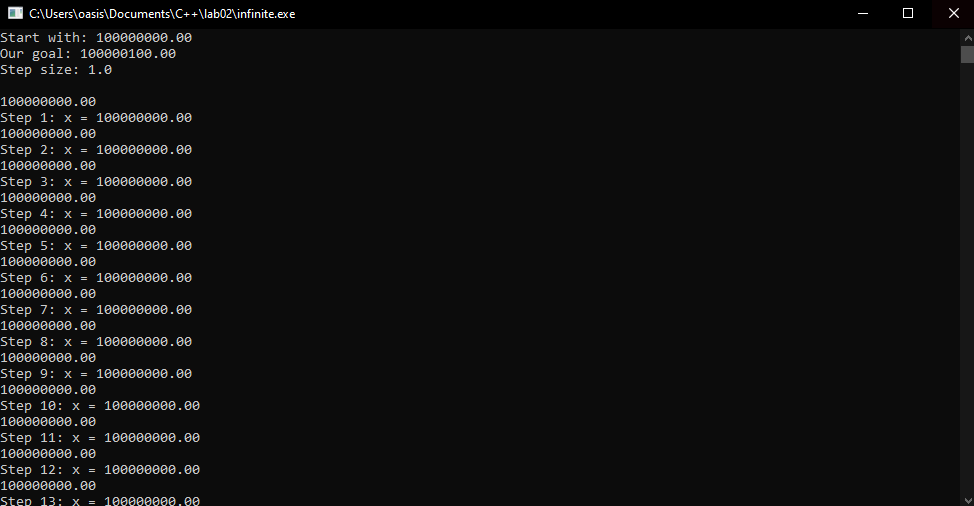 C:\Users\oasis\Documents\C++\lab02\infinite.exe
Start with: 100000000.00
Our goal: 100000100.00
Step size: 1.0
100000000.00
Step 1: x = 100000000.00
100000000.00
Step 2: x = 100000000.00
100000000.00
Step 3: x = 100000000.00
100000000.00
Step 4: x = 100000000.00
100000000.00
Step 5: x = 100000000.00
100000000.00
Step 6: x = 100000000.00
100000000.00
Step 7: x = 100000000.00
100000000.00
Step 8: x = 100000000.00
100000000.00
Step 9: x = 100000000.00
100000000.00
Step 10: x = 100000000.00
100000000.00
Step 11: x = 100000000.00
100000000.00
Step 12: x = 100000000.00
100000000.00
Step 13: x = 100000000.00